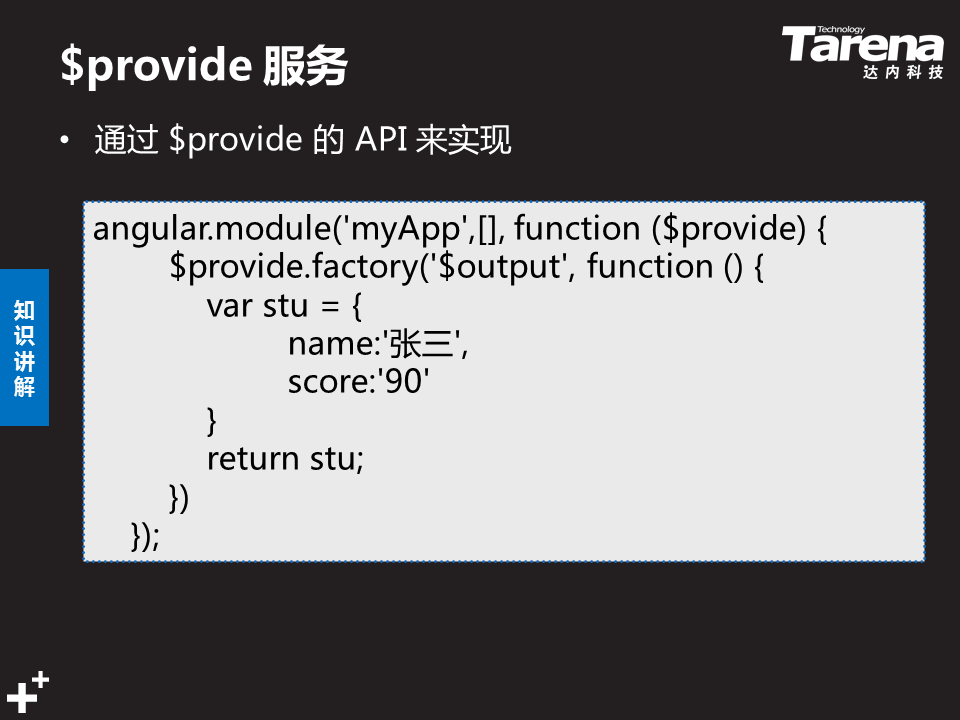 $provide 服务
Technology
Tarena
达内科技
• 通过 $provide 的 API 来实现
angular.module('myApp',[], function ($provide) {
$provide.factory('$output', function () {
var stu = {
name:'张三',
score:'90'
}
return stu;
})
});
知
识
讲
解